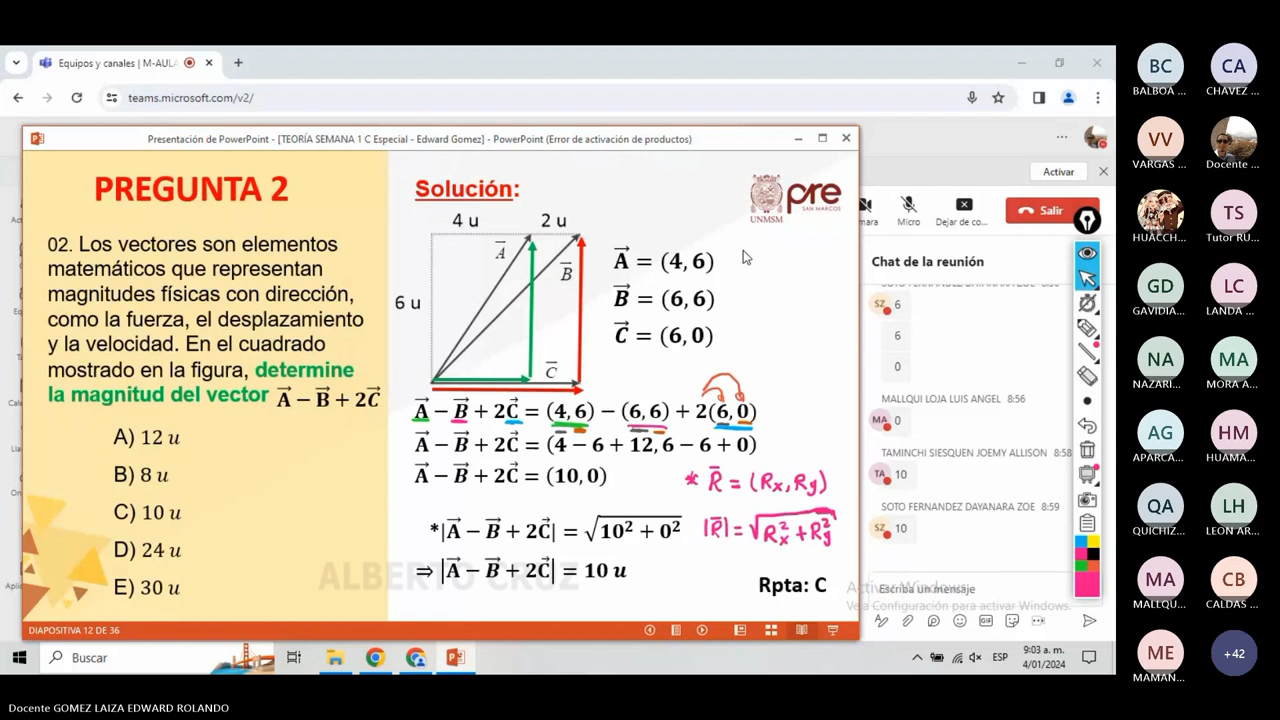 Equipos y canales | M-AULA
teams.microsoft.com/v2/
Presentación de PowerPoint - [TEORÍA SEMANA 1 C Especial - Edward Gomez] - PowerPoint (Error de activación de productos)
PREGUNTA 2
02. Los vectores son elementos
matemáticos que representan
magnitudes físicas con dirección,
como la fuerza, el desplazamiento
y la velocidad. En el cuadrado
mostrado en la figura, determine
la magnitud del vector A⃗ − B⃗ + 2C⃗
A) 12 u
B) 8 u
C) 10 u
D) 24 u
E) 30 u
Solución:
UNMSM
pre
SAN MARCOS
4 u 2 u
A⃗
B⃗
6 u
C⃗
A⃗ = (4, 6)
B⃗ = (6, 6)
C⃗ = (6, 0)
A⃗ − B⃗ + 2C⃗ = (4, 6) − (6, 6) + 2(6, 0)
A⃗ − B⃗ + 2C⃗ = (4 − 6 + 12, 6 − 6 + 0)
A⃗ − B⃗ + 2C⃗ = (10, 0)
* R̄ = (Rx, Ry)
*|A⃗ − B⃗ + 2C⃗| = √10² + 0²
|R̄| = √Rx² + Ry²
⇒ |A⃗ − B⃗ + 2C⃗| = 10 u
ALBERTO CRUZ
Rpta: C
DIAPOSITIVA 12 DE 36
Activar
Micro
Dejar de co...
Salir
Chat de la reunión
SZ 6
6
0
MALLQUI LOJA LUIS ANGEL 8:56
MA 0
TAMINCHI SIESQUEN JOEMY ALLISON 8:58
TA 10
SOTO FERNANDEZ DAYANARA ZOE 8:59
SZ 10
Activar Windows
Escriba un mensaje
Ve a Configuración para activar Windows.
Buscar
ESP
9:03 a. m.
4/01/2024
BC
BALBOA ...
CA
CHAVEZ ...
VV
VARGAS ...
Docente ...
HUACCH...
TS
Tutor RU...
GD
GAVIDIA...
LC
LANDA ...
NA
NAZARI...
MA
MORA A...
AG
APARCA...
HM
HUAMA...
QA
QUICHIZ...
LH
LEON AR...
MA
MALLQU...
CB
CALDAS ...
ME
MAMAN...
+42
Docente GOMEZ LAIZA EDWARD ROLANDO